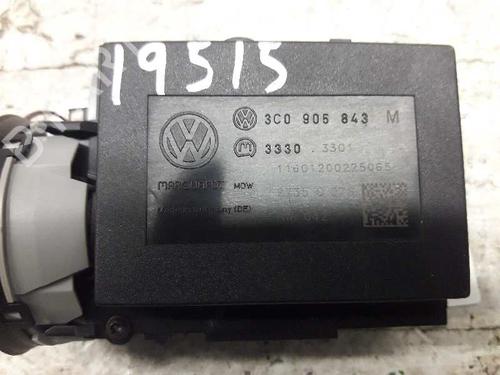 19515
3C0 905 843 M
3330 . 3301
11601200225065
MARQUARDT MDW
Made in Germany (DE)